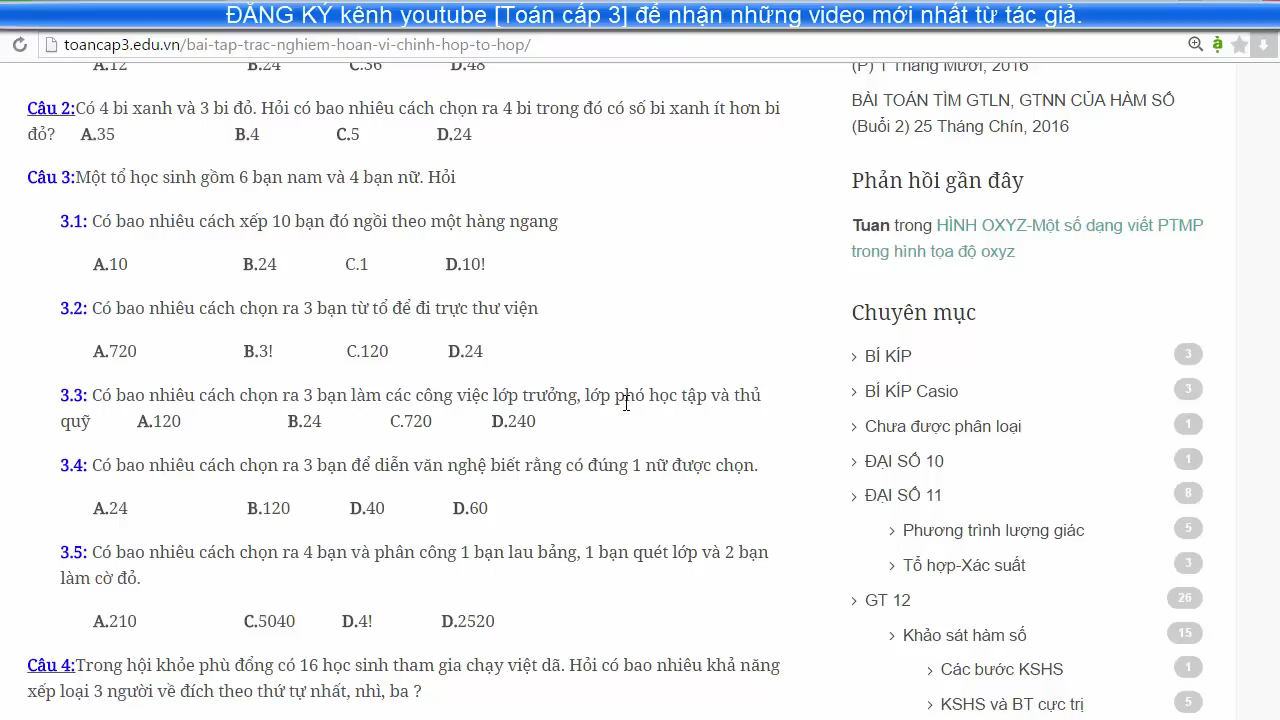 ĐĂNG KÝ kênh youtube [Toán cấp 3] để nhận những video mới nhất từ tác giả.
toancap3.edu.vn/bai-tap-trac-nghiem-hoan-vi-chinh-hop-to-hop/
A.12 B.24 C.36 D.48
Câu 2:Có 4 bi xanh và 3 bi đỏ. Hỏi có bao nhiêu cách chọn ra 4 bi trong đó có số bi xanh ít hơn bi
đỏ? A.35 B.4 C.5 D.24
Câu 3:Một tổ học sinh gồm 6 bạn nam và 4 bạn nữ. Hỏi
3.1: Có bao nhiêu cách xếp 10 bạn đó ngồi theo một hàng ngang
A.10 B.24 C.1 D.10!
3.2: Có bao nhiêu cách chọn ra 3 bạn từ tổ để đi trực thư viện
A.720 B.3! C.120 D.24
3.3: Có bao nhiêu cách chọn ra 3 bạn làm các công việc lớp trưởng, lớp phó học tập và thủ
quỹ A.120 B.24 C.720 D.240
3.4: Có bao nhiêu cách chọn ra 3 bạn để diễn văn nghệ biết rằng có đúng 1 nữ được chọn.
A.24 B.120 D.40 D.60
3.5: Có bao nhiêu cách chọn ra 4 bạn và phân công 1 bạn lau bảng, 1 bạn quét lớp và 2 bạn
làm cờ đỏ.
A.210 C.5040 D.4! D.2520
Câu 4:Trong hội khỏe phù đổng có 16 học sinh tham gia chạy việt dã. Hỏi có bao nhiêu khả năng
xếp loại 3 người về đích theo thứ tự nhất, nhì, ba ?
(P) 1 Tháng Mười, 2016
BÀI TOÁN TÌM GTLN, GTNN CỦA HÀM SỐ
(Buổi 2) 25 Tháng Chín, 2016
Phản hồi gần đây
Tuan trong HÌNH OXYZ-Một số dạng viết PTMP
trong hình tọa độ oxyz
Chuyên mục
BÍ KÍP 3
BÍ KÍP Casio 3
Chưa được phân loại 1
ĐẠI SỐ 10 1
ĐẠI SỐ 11 8
Phương trình lượng giác 5
Tổ hợp-Xác suất 3
GT 12 26
Khảo sát hàm số 15
Các bước KSHS 1
KSHS và BT cực trị 5